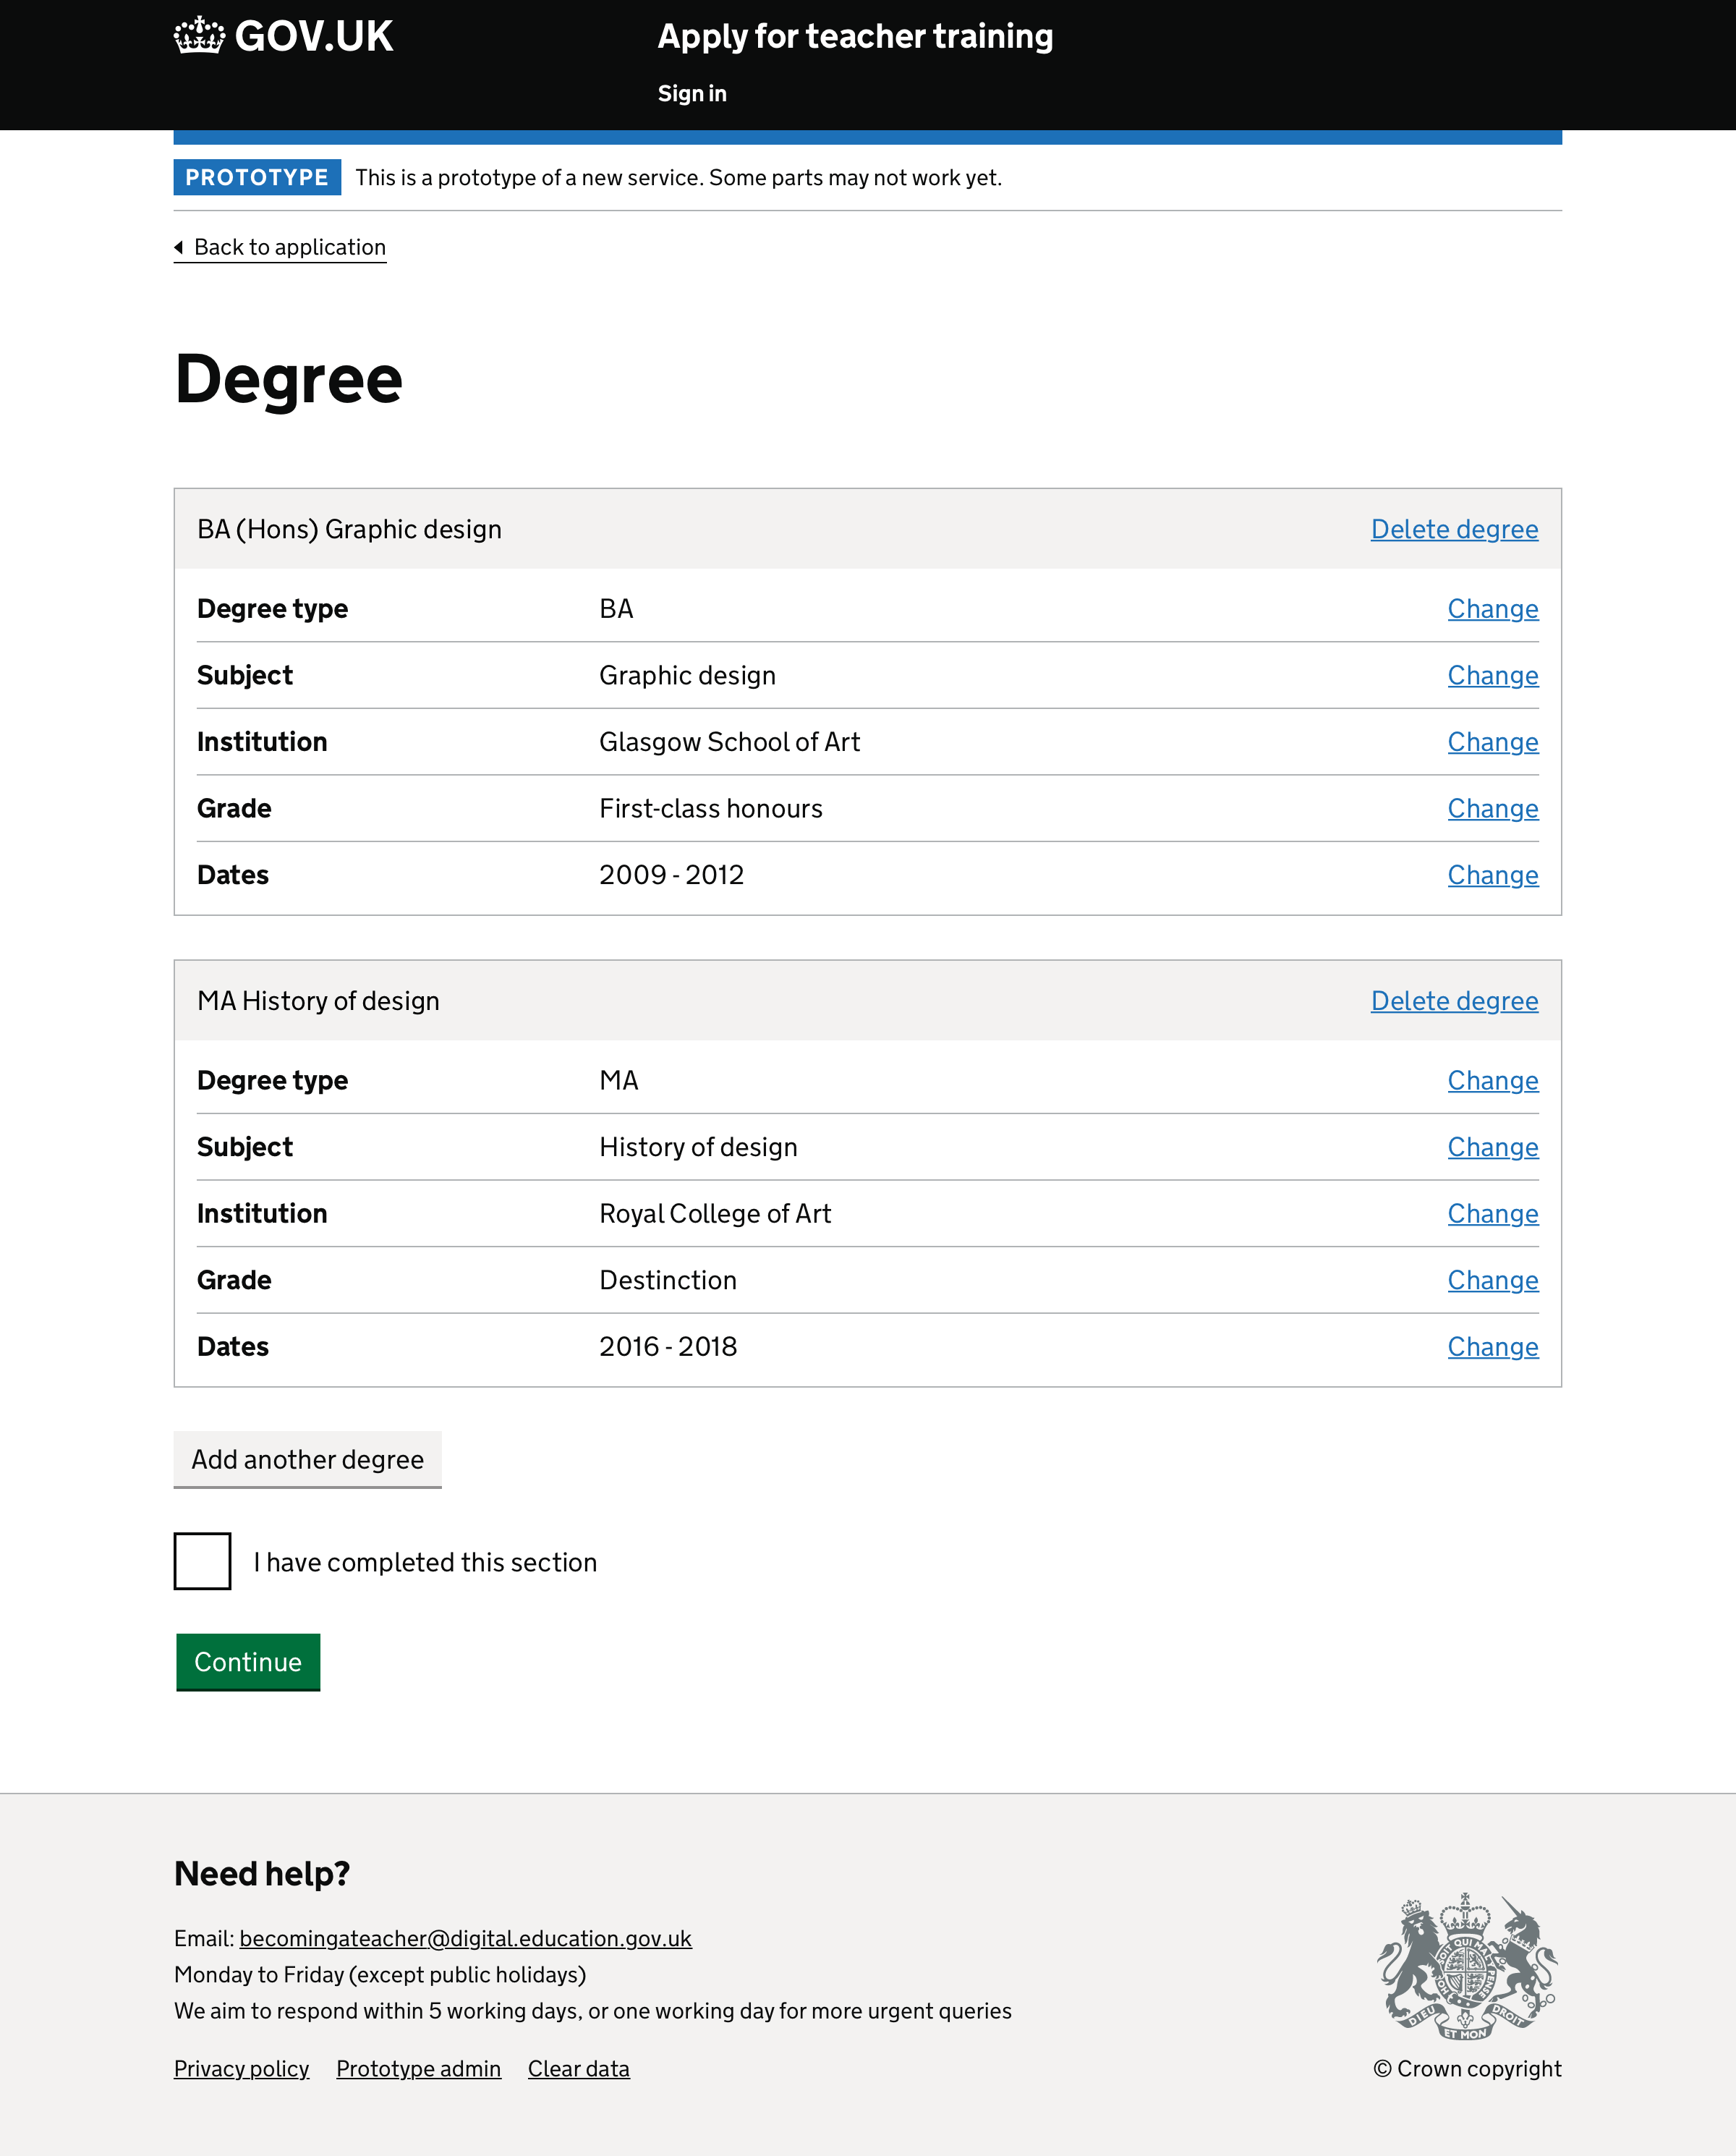 GOV.UK
Apply for teacher training
Sign in
PROTOTYPE This is a prototype of a new service. Some parts may not work yet.
Back to application
Degree
BA (Hons) Graphic design Delete degree
Degree type BA Change
Subject Graphic design Change
Institution Glasgow School of Art Change
Grade First-class honours Change
Dates 2009 - 2012 Change
MA History of design Delete degree
Degree type MA Change
Subject History of design Change
Institution Royal College of Art Change
Grade Destinction Change
Dates 2016 - 2018 Change
Add another degree
I have completed this section
Continue
Need help?
Email: becomingateacher@digital.education.gov.uk
Monday to Friday (except public holidays)
We aim to respond within 5 working days, or one working day for more urgent queries
Privacy policy Prototype admin Clear data
DIEU ET MON DROIT
© Crown copyright